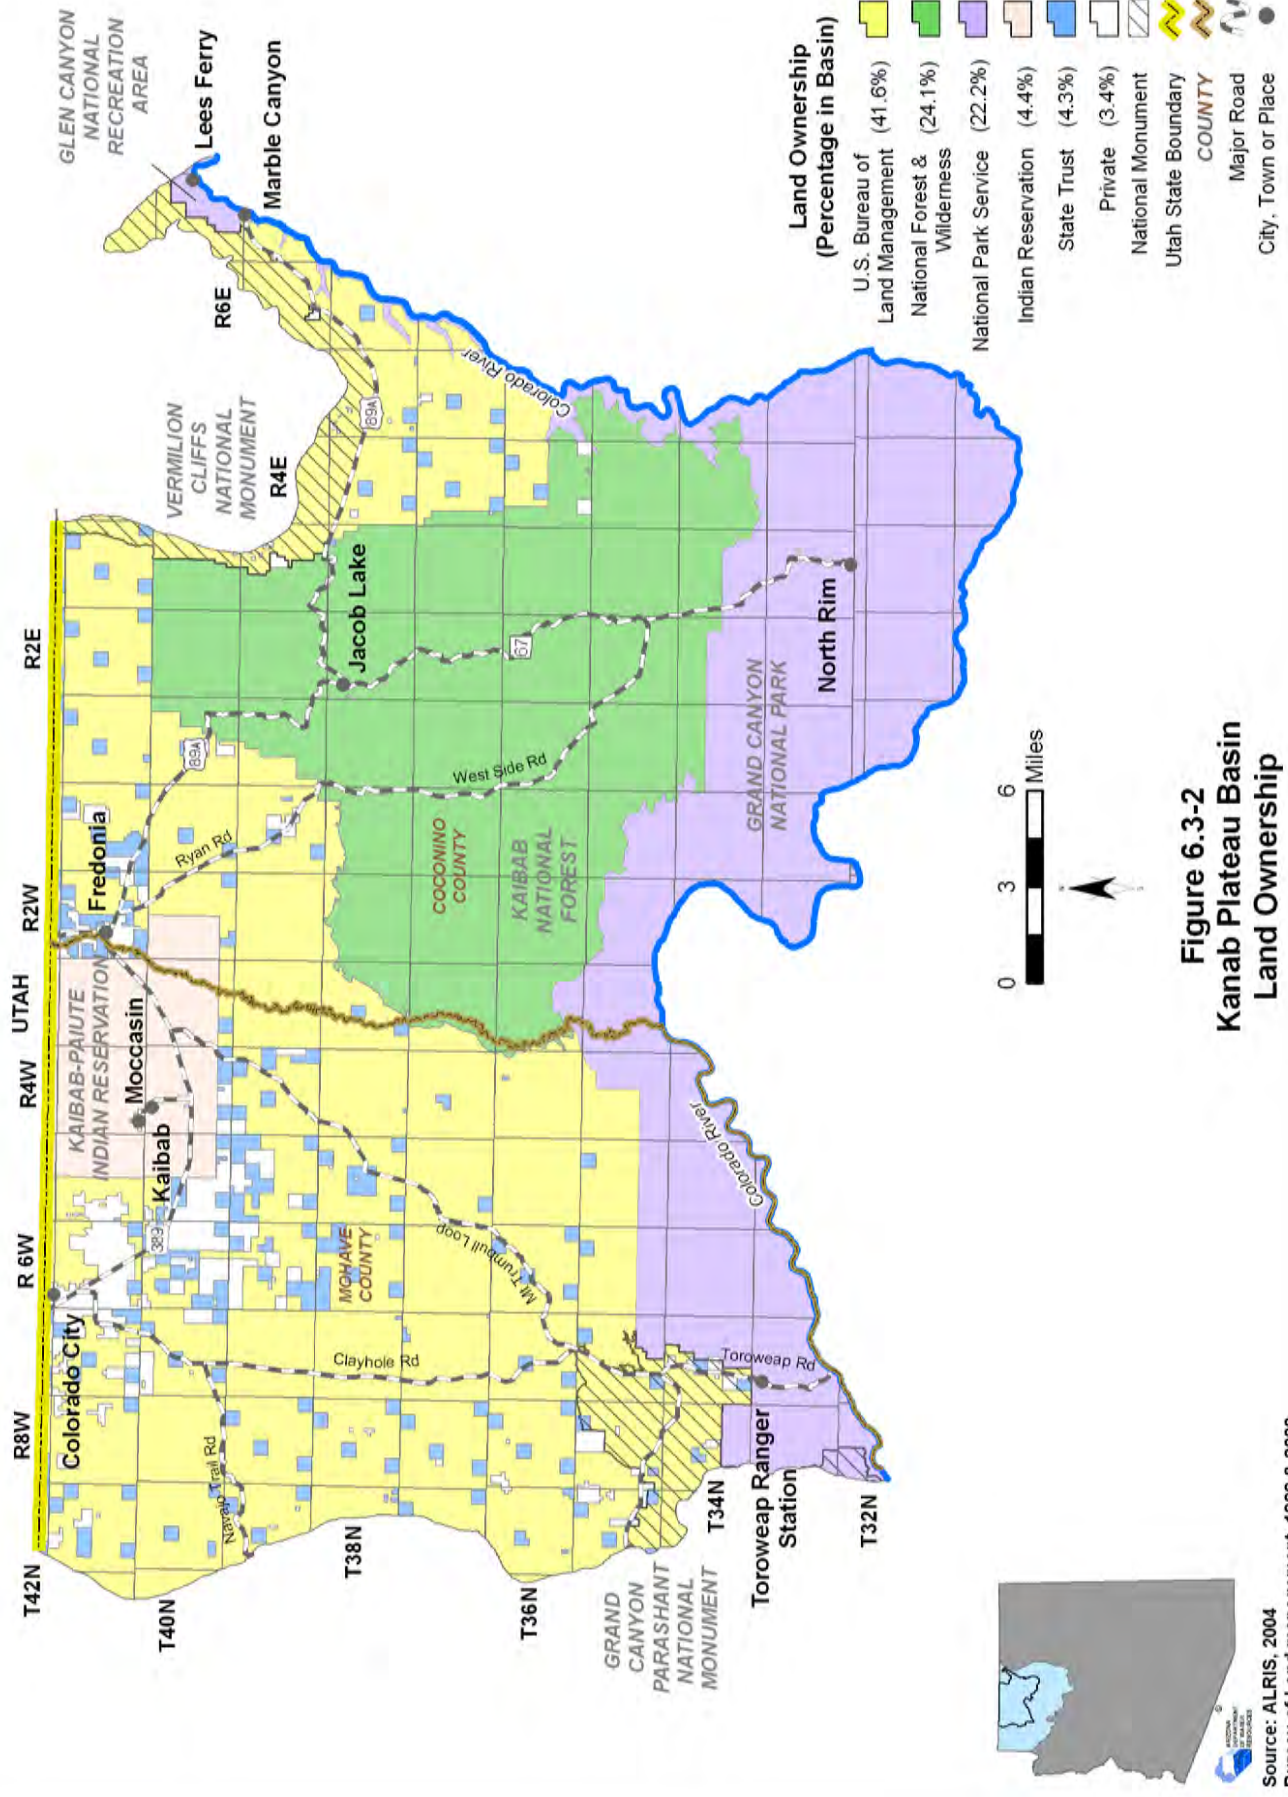 UTAH
R8W
R 6W
R4W
R2W
R2E
R4E
R6E
T42N
T40N
T38N
T36N
T34N
T32N
GLEN CANYON
NATIONAL
RECREATION
AREA
Lees Ferry
Marble Canyon
VERMILION
CLIFFS
NATIONAL
MONUMENT
KAIBAB-PAIUTE
INDIAN RESERVATION
Colorado City
Kaibab
Moccasin
Fredonia
Jacob Lake
North Rim
Toroweap Ranger
Station
389
89A
89A
67
Navajo Trail Rd
Clayhole Rd
Mt Trumbull Loop
Toroweap Rd
Ryan Rd
West Side Rd
MOHAVE
COUNTY
COCONINO
COUNTY
KAIBAB
NATIONAL
FOREST
GRAND CANYON
NATIONAL PARK
GRAND
CANYON
PARASHANT
NATIONAL
MONUMENT
Colorado River
Colorado River
Land Ownership
(Percentage in Basin)
U.S. Bureau of
Land Management (41.6%)
National Forest & (24.1%)
Wilderness
National Park Service (22.2%)
Indian Reservation (4.4%)
State Trust (4.3%)
Private (3.4%)
National Monument
Utah State Boundary
COUNTY
Major Road
City, Town or Place
0 3 6
Miles
Figure 6.3-2
Kanab Plateau Basin
Land Ownership
ARIZONA
DEPARTMENT
OF WATER
RESOURCES
Source: ALRIS, 2004